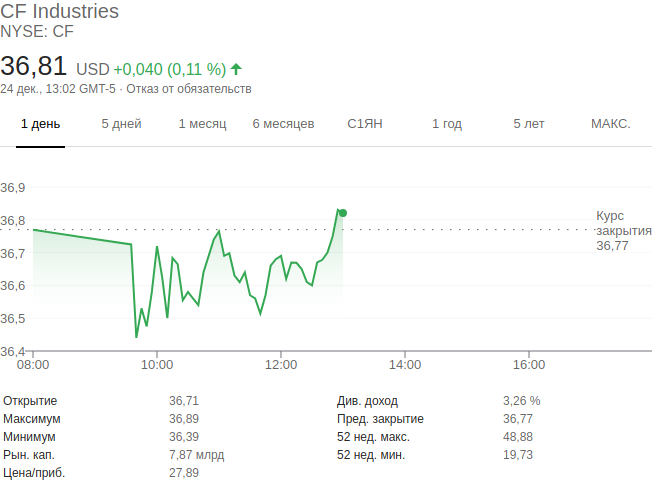 CF Industries
NYSE: CF
36,81 USD +0,040 (0,11 %)
24 дек., 13:02 GMT-5 · Отказ от обязательств
1 день 5 дней 1 месяц 6 месяцев С1ЯН 1 год 5 лет МАКС.
36,9
36,8
36,7
36,6
36,5
36,4
Курс
закрытия
36,77
08:00 10:00 12:00 14:00 16:00
Открытие 36,71 Див. доход 3,26 %
Максимум 36,89 Пред. закрытие 36,77
Минимум 36,39 52 нед. макс. 48,88
Рын. кап. 7,87 млрд 52 нед. мин. 19,73
Цена/приб. 27,89